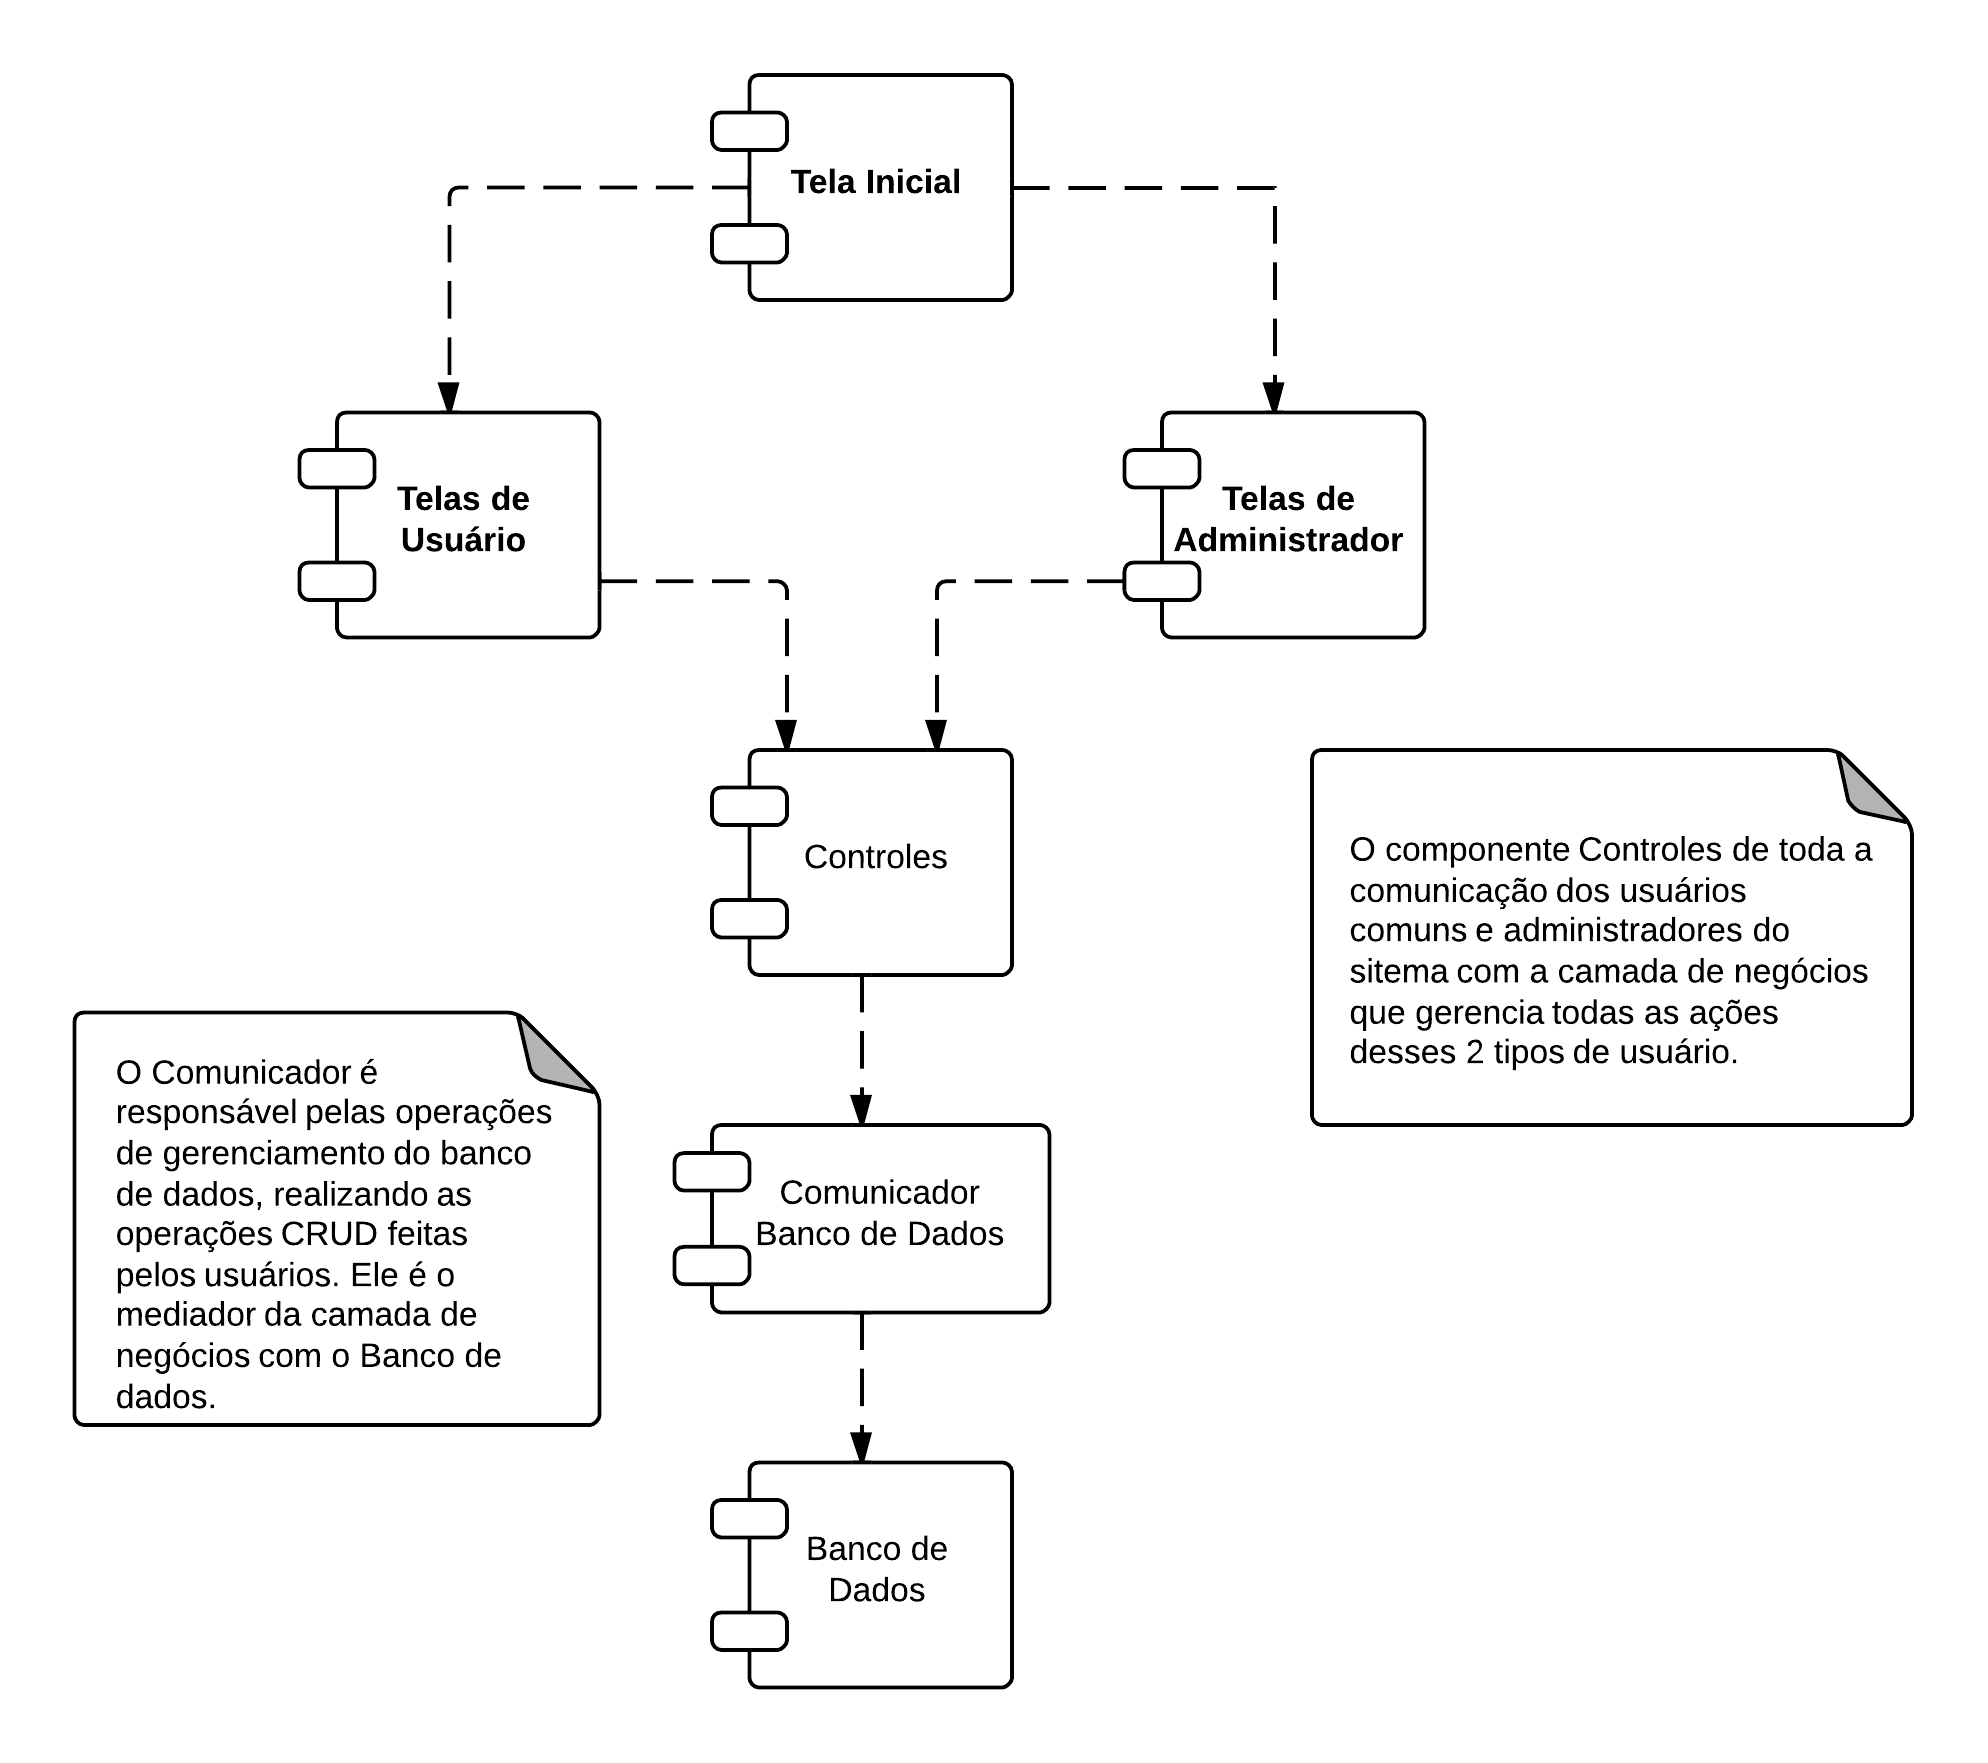 Tela Inicial
Telas de
Usuário
Telas de
Administrador
Controles
O componente Controles de toda a
comunicação dos usuários
comuns e administradores do
sitema com a camada de negócios
que gerencia todas as ações
desses 2 tipos de usuário.
O Comunicador é
responsável pelas operações
de gerenciamento do banco
de dados, realizando as
operações CRUD feitas
pelos usuários. Ele é o
mediador da camada de
negócios com o Banco de
dados.
Comunicador
Banco de Dados
Banco de
Dados